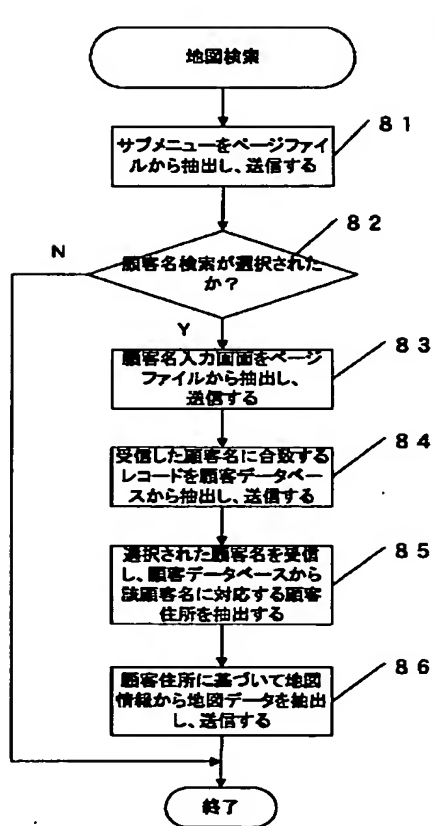 地図検索
81
サブメニューをページファイ
ルから抽出し、送信する
82
N
顧客名検索が選択された
か?
Y
83
顧客名入力画面をページ
ファイルから抽出し、
送信する
84
受信した顧客名に合致する
レコードを顧客データベー
スから抽出し、送信する
85
選択された顧客名を受信
し、顧客データベースから
該顧客名に対応する顧客
住所を抽出する
86
顧客住所に基づいて地図
情報から地図データを抽出
し、送信する
終了